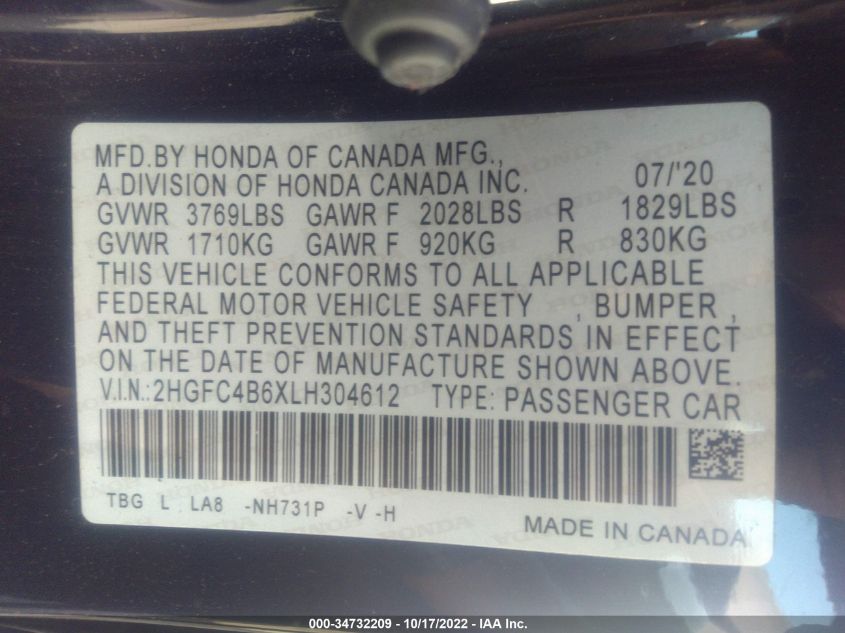 MFD.BY HONDA OF CANADA MFG.,
A DIVISION OF HONDA CANADA INC. 07/'20
GVWR 3769LBS GAWR F 2028LBS R 1829LBS
GVWR 1710KG GAWR F 920KG R 830KG
THIS VEHICLE CONFORMS TO ALL APPLICABLE
FEDERAL MOTOR VEHICLE SAFETY , BUMPER ,
AND THEFT PREVENTION STANDARDS IN EFFECT
ON THE DATE OF MANUFACTURE SHOWN ABOVE.
V.I.N.:2HGFC4B6XLH304612 TYPE: PASSENGER CAR
TBG L LA8 -NH731P -V -H
MADE IN CANADA
000-34732209 - 10/17/2022 - IAA Inc.